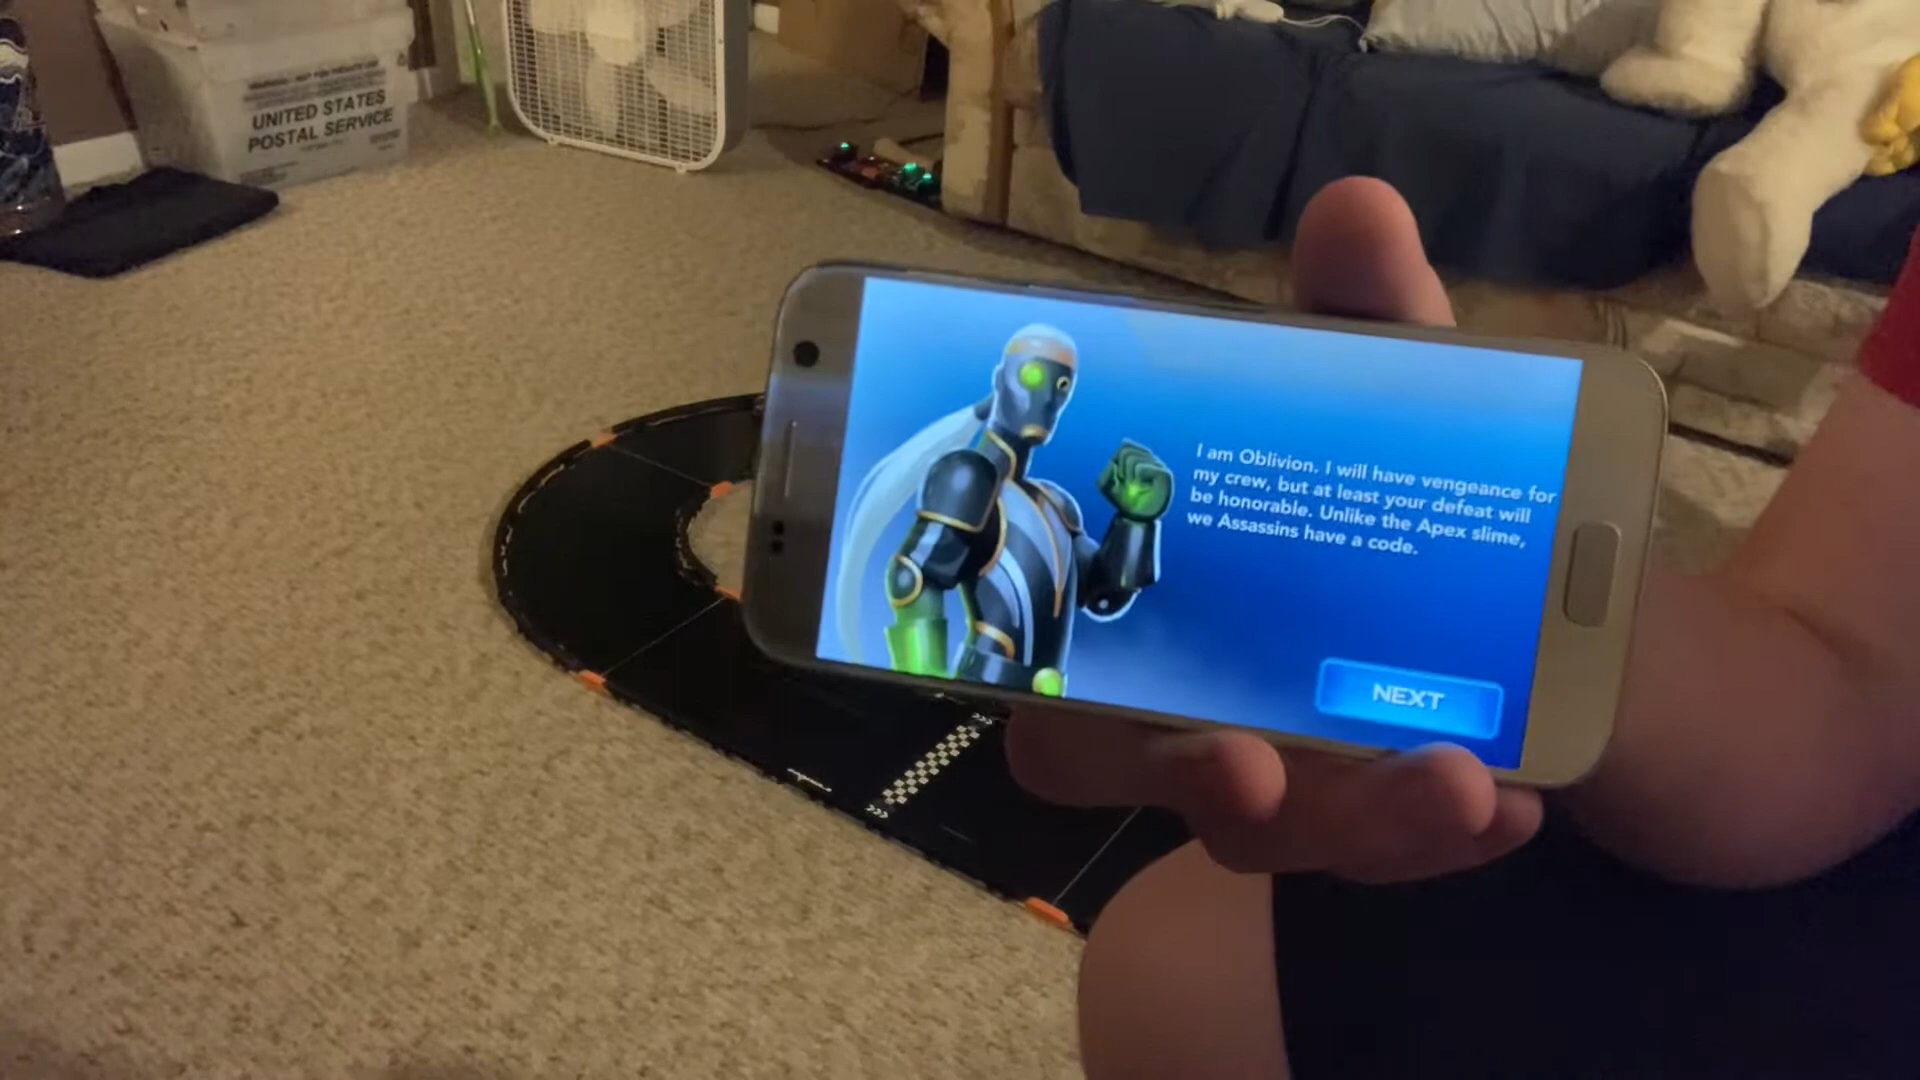 UNITED STATES
POSTAL SERVICE
I am Oblivion. I will have vengeance for
my crew, but at least your defeat will
be honorable. Unlike the Apex slime,
we Assassins have a code.
NEXT